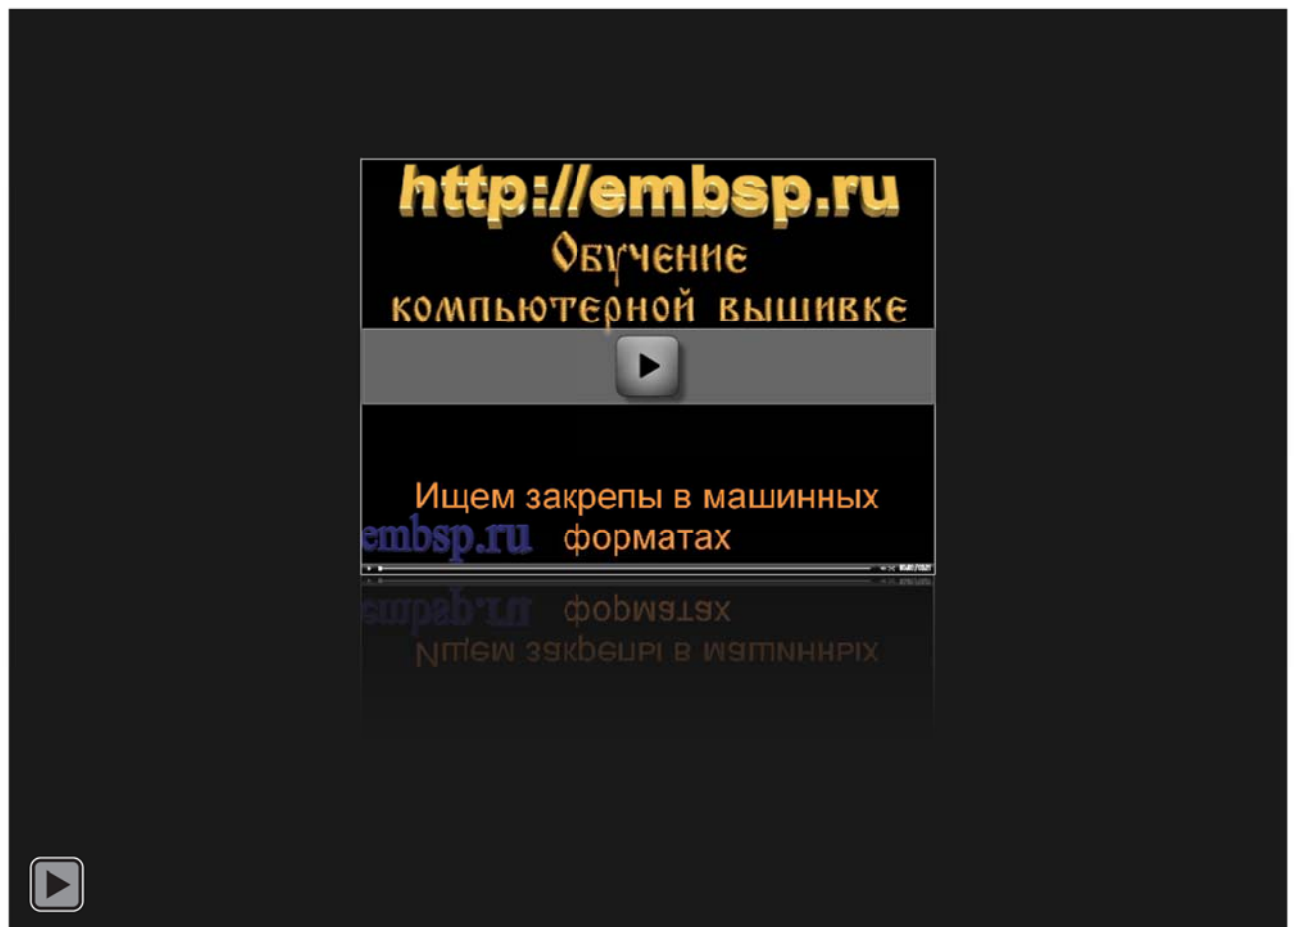 http://embsp.ru
Обучение
компьютерной вышивке
Ищем закрепы в машинных
форматах
embsp.ru